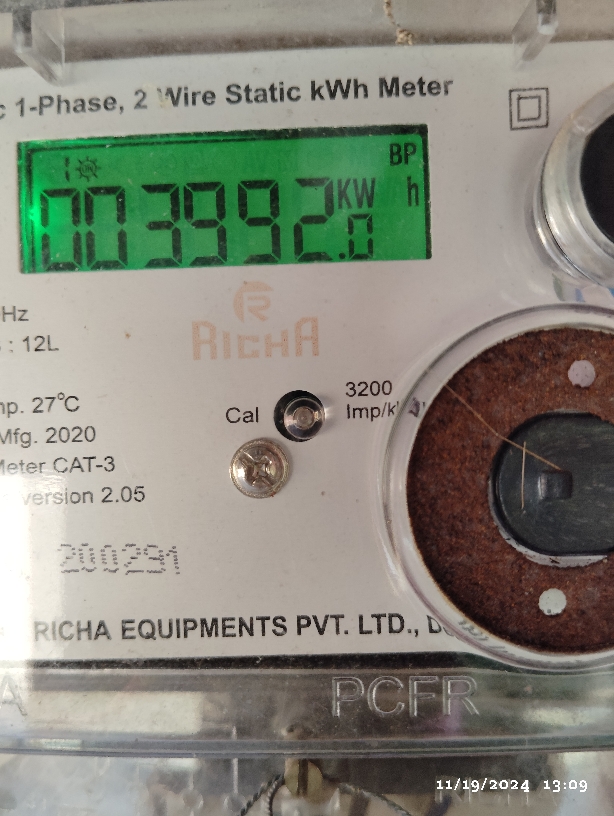 c 1-Phase, 2 Wire Static kWh Meter
1 BP
003992.0 KW h
RICHA
Hz
: 12L
Cal
3200
Imp/k
mp. 27°C
Mfg. 2020
Meter CAT-3
version 2.05
200291
RICHA EQUIPMENTS PVT. LTD.,
PCFR
11/19/2024 13:09